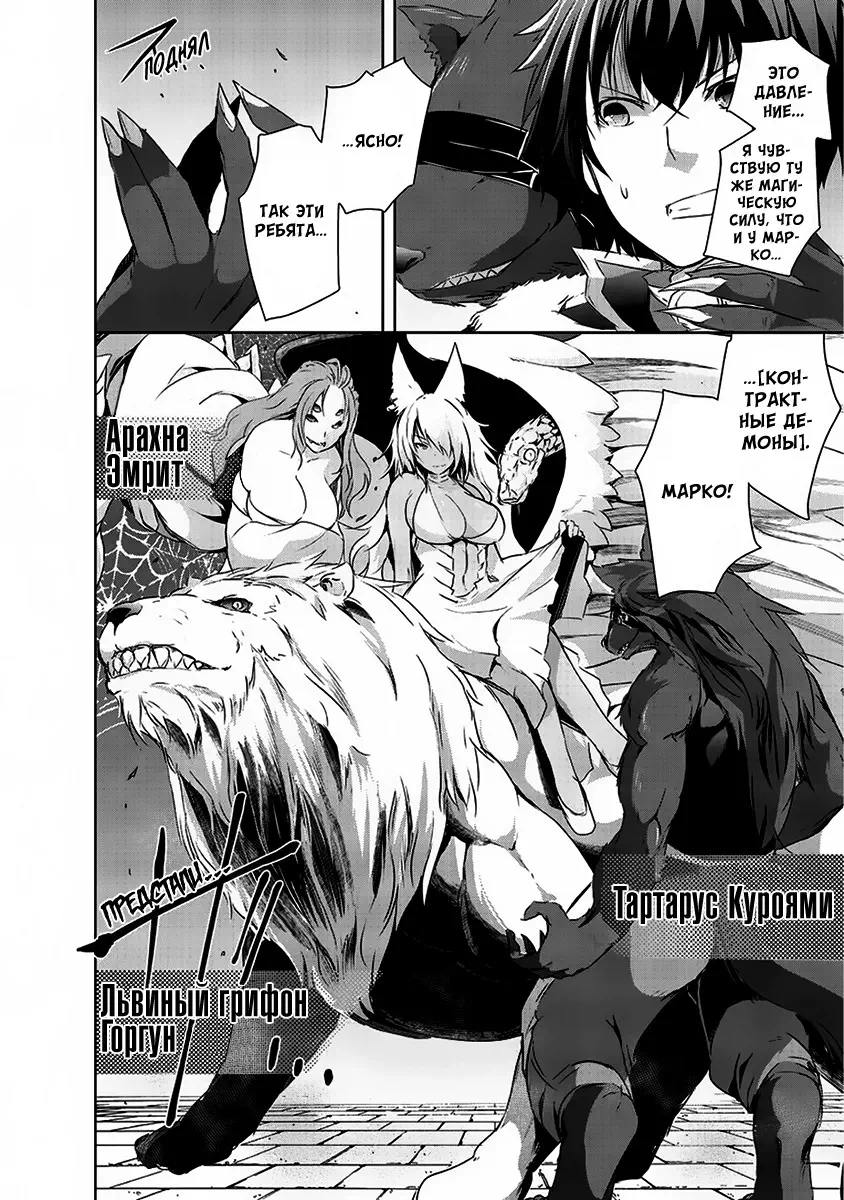 ЭТО
ДАВЛЕ-
НИЕ...
Я ЧУВ-
СТВУЮ ТУ
ЖЕ МАГИ-
ЧЕСКУЮ
СИЛУ, ЧТО
И У МАР-
КО...
ПОДНЯЛ
...ЯСНО!
ТАК ЭТИ
РЕБЯТА...
...[КОН-
ТРАКТ-
НЫЕ ДЕ-
МОНЫ].
МАРКО!
Арахна
Эмрит
Тартарус Куроями
ПРЕДСТАЛИ...
Львиный грифон
Горгун